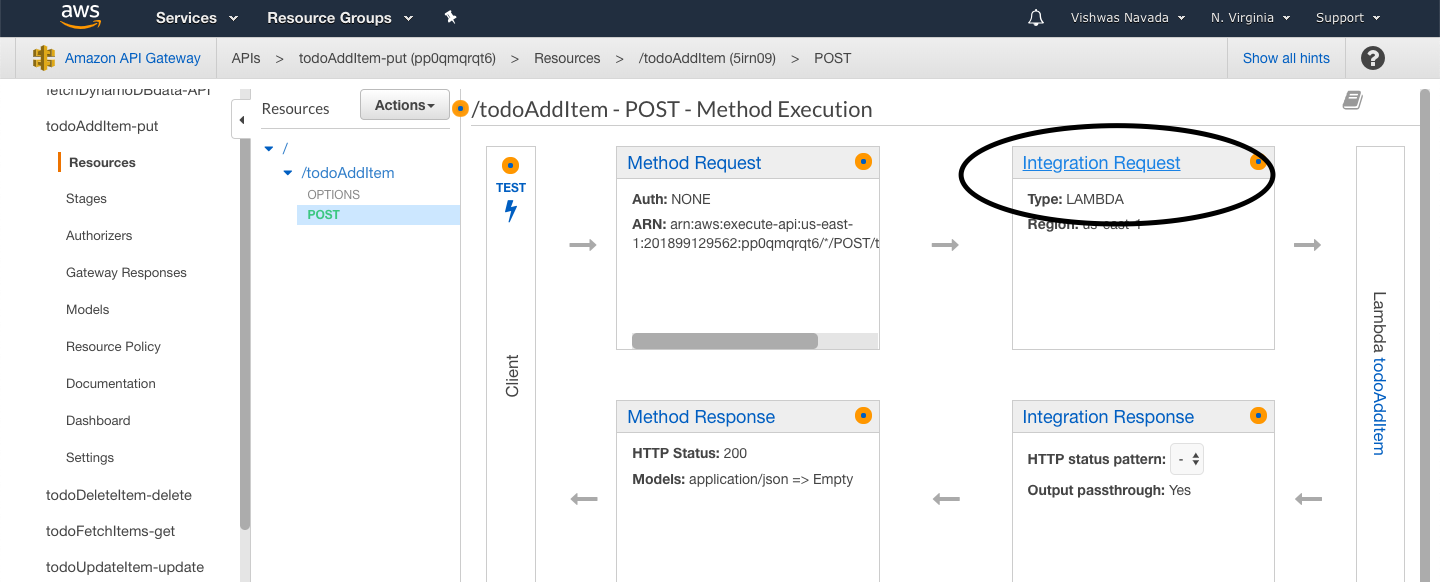 aws Services Resource Groups Vishwas Navada N. Virginia Support
Amazon API Gateway APIs > todoAddItem-put (pp0qmqrqt6) > Resources > /todoAddItem (5irn09) > POST Show all hints ?
fetchDynamoDBdata-API
todoAddItem-put
Resources
Stages
Authorizers
Gateway Responses
Models
Resource Policy
Documentation
Dashboard
Settings
todoDeleteItem-delete
todoFetchItems-get
todoUpdateItem-update
Resources Actions
/
/todoAddItem
OPTIONS
POST
/todoAddItem - POST - Method Execution
TEST
Client
Method Request
Auth: NONE
ARN: arn:aws:execute-api:us-east-
1:201899129562:pp0qmqrqt6/*/POST/t
Integration Request
Type: LAMBDA
Region: us-east-1
Lambda todoAddItem
Method Response
HTTP Status: 200
Models: application/json => Empty
Integration Response
HTTP status pattern: -
Output passthrough: Yes